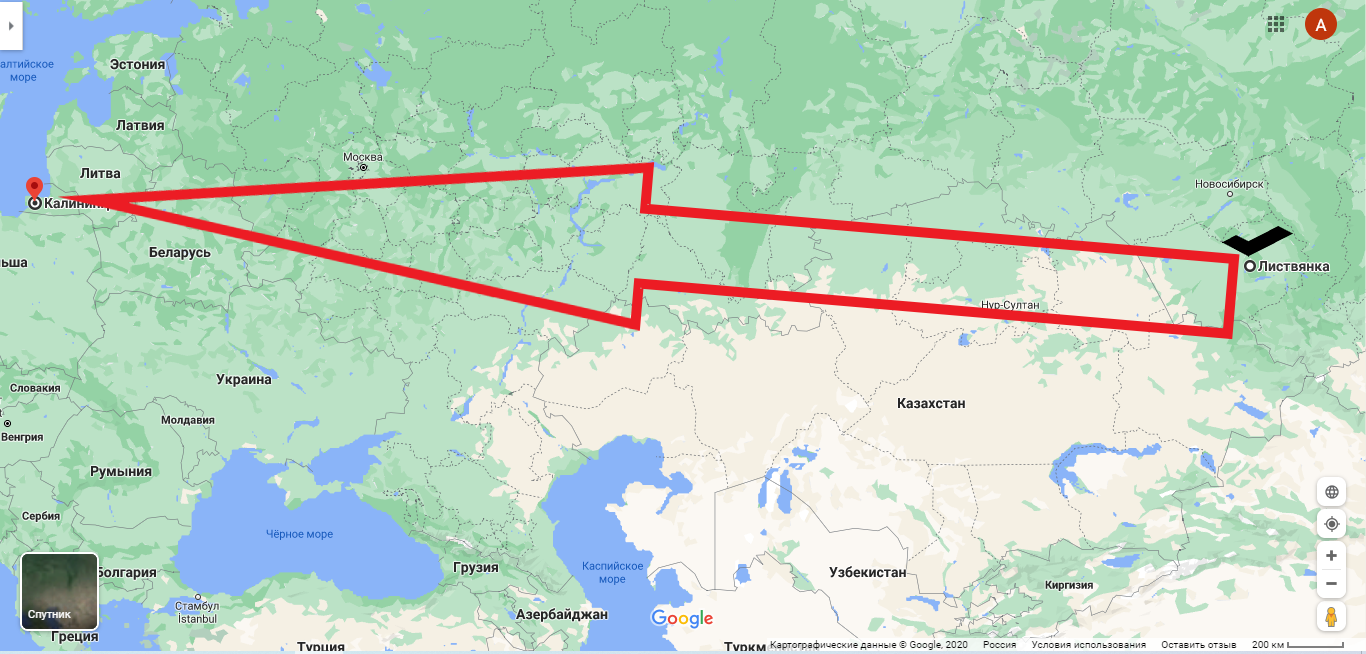 A
алтийское
море
Эстония
Латвия
Москва
Литва
Новосибирск
Калинингр
Беларусь
ьша
Листвянка
Нур-Султан
Украина
Словакия
Казахстан
Молдавия
Венгрия
Румыния
Сербия
Чёрное море
Каспийское
море
Грузия
Болгария
Узбекистан
Киргизия
Стамбул
İstanbul
Спутник
Азербайджан
Google
Греция
Турция
Туркм
Картографические данные © Google, 2020 Россия Условия использования Оставить отзыв 200 км